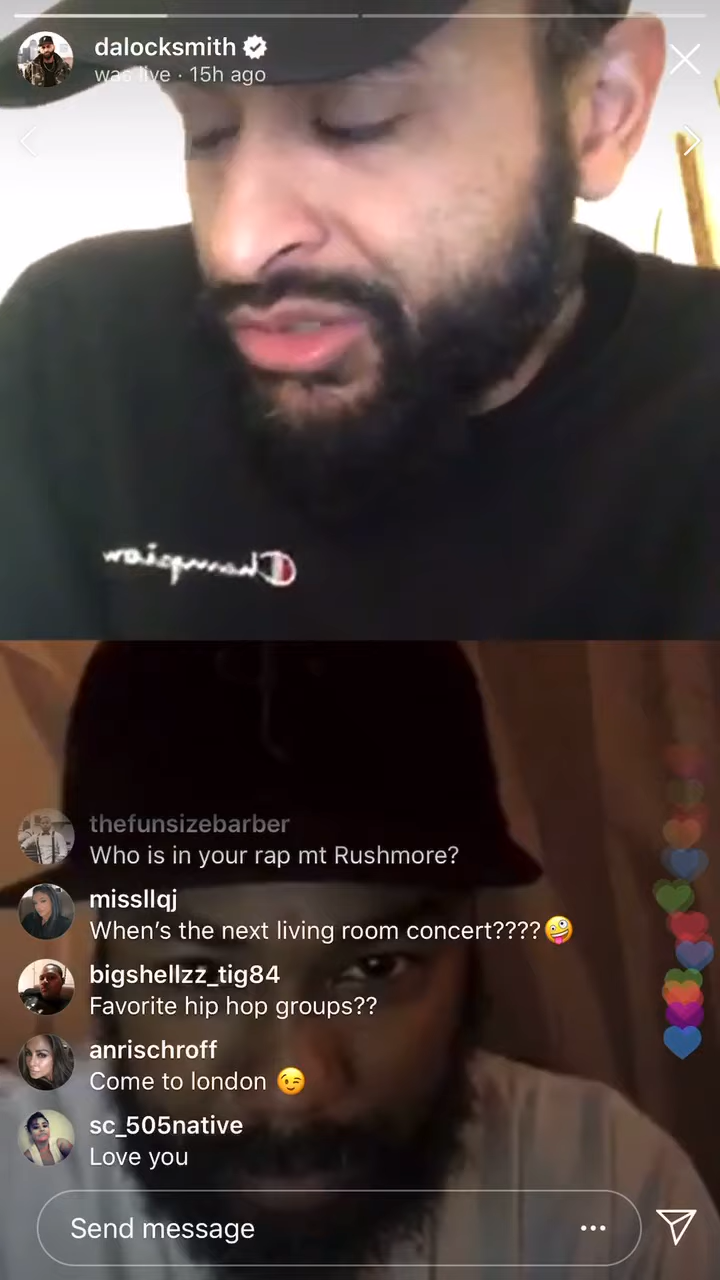 dalocksmith
was live · 15h ago
Champion
thefunsizebarber
Who is in your rap mt Rushmore?
missllqj
When's the next living room concert????🤪
bigshellzz_tig84
Favorite hip hop groups??
anrischroff
Come to london 😉
sc_505native
Love you
Send message